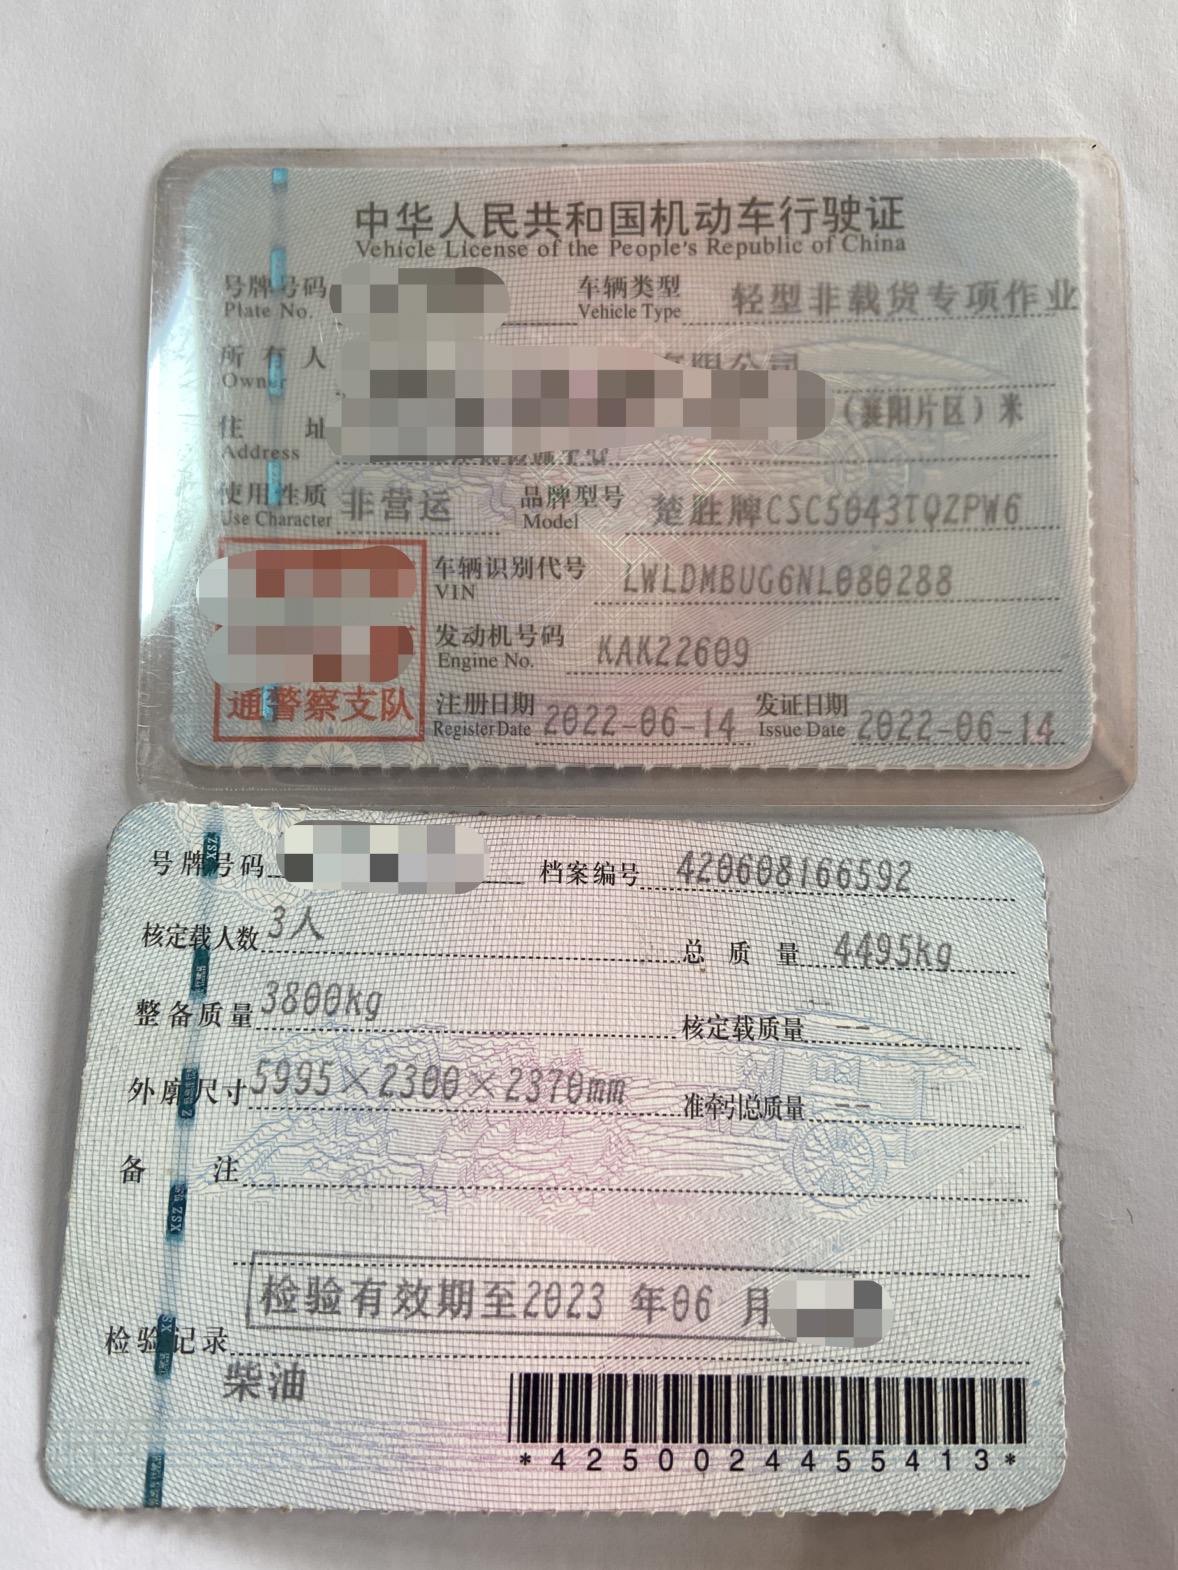 中华人民共和国机动车行驶证
Vehicle License of the People's Republic of China
号牌号码 车辆类型 轻型非载货专项作业
Plate No. Vehicle Type
所有人 有限公司
Owner
住址 (襄阳片区)米
Address
使用性质 非营运 品牌型号 楚胜牌CSC5043TQZPW6
Use Character Model
车辆识别代号 LWLDMBUG6NL080288
VIN
发动机号码 KAK22609
Engine No.
通警察支队
注册日期 2022-06-14 发证日期 2022-06-14
Register Date Issue Date
号牌号码 档案编号 420608166592
核定载人数 3人 总质量 4495kg
整备质量 3800kg 核定载质量 --
外廓尺寸 5995×2300×2370mm 准牵引总质量 --
备注
检验有效期至2023 年06 月
检验记录
柴油
*4250024455413*